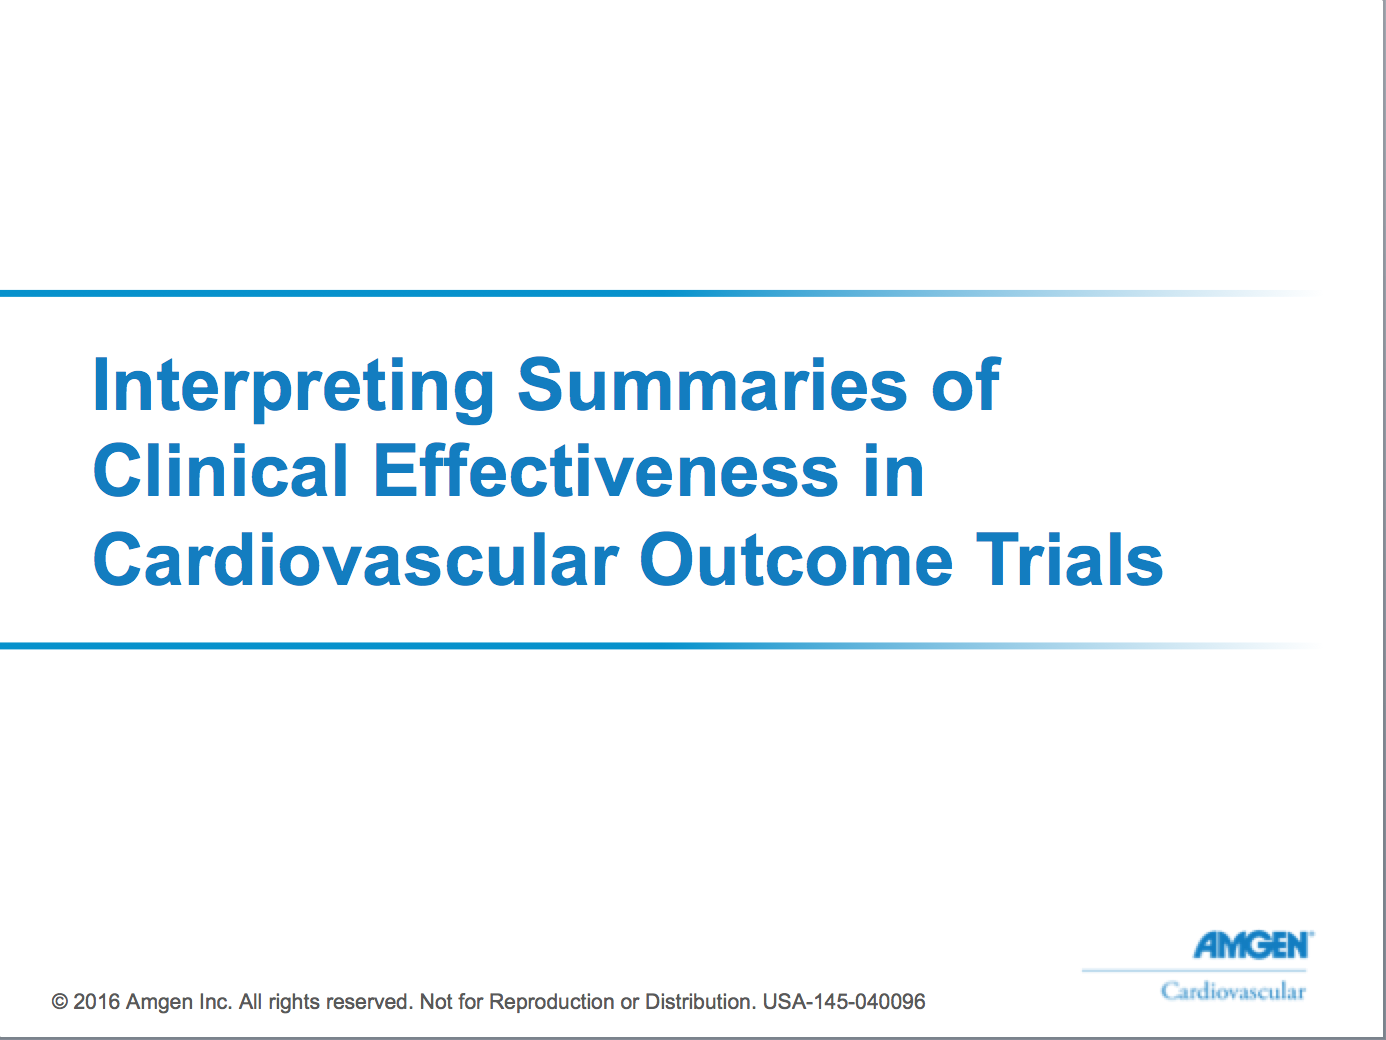 Interpreting Summaries of
Clinical Effectiveness in
Cardiovascular Outcome Trials
AMGEN®
Cardiovascular
© 2016 Amgen Inc. All rights reserved. Not for Reproduction or Distribution. USA-145-040096